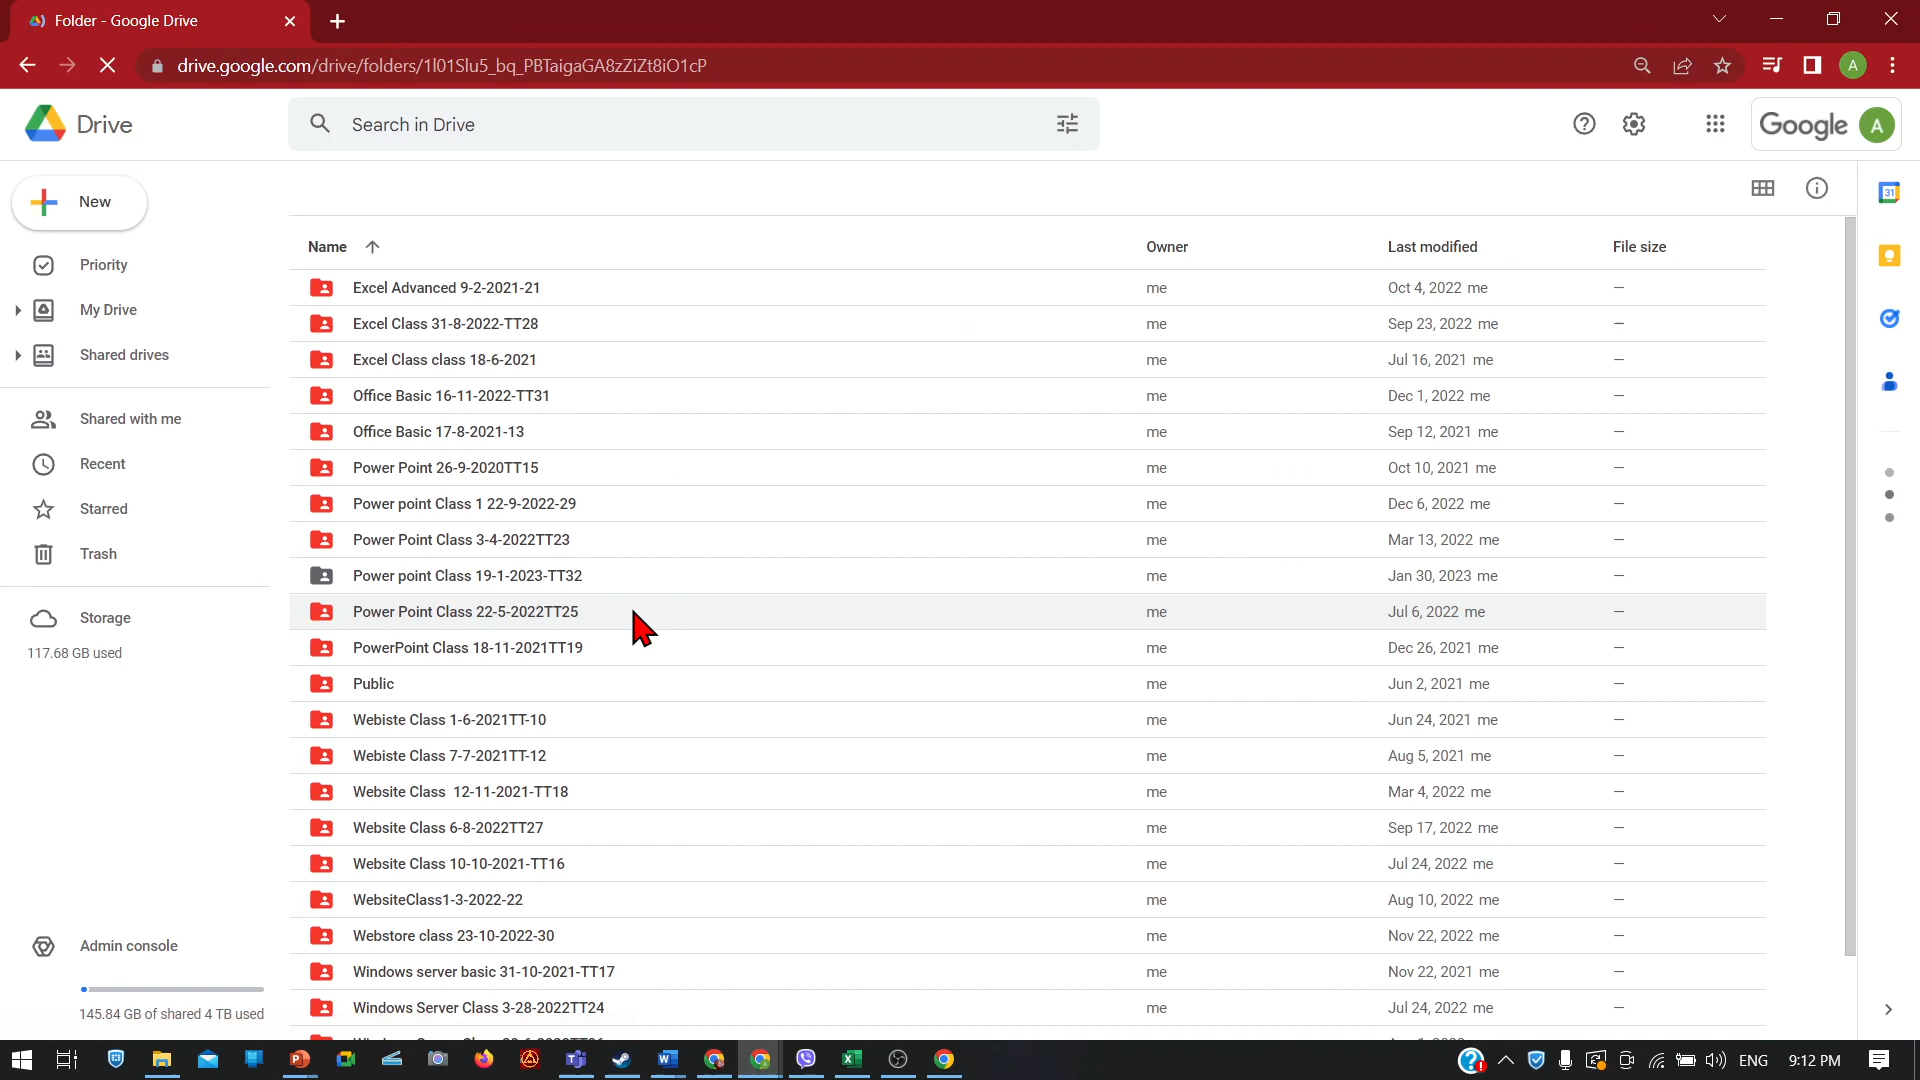 Folder - Google Drive
drive.google.com/drive/folders/1l01Slu5_bq_PBTaigaGA8zZiZt8iO1cP
A
Drive
Search in Drive
Google A
New
31
Priority
My Drive
Shared drives
Shared with me
Recent
Starred
Trash
Storage
117.68 GB used
Admin console
145.84 GB of shared 4 TB used
Name Owner Last modified File size
Excel Advanced 9-2-2021-21 me Oct 4, 2022 me –
Excel Class 31-8-2022-TT28 me Sep 23, 2022 me –
Excel Class class 18-6-2021 me Jul 16, 2021 me –
Office Basic 16-11-2022-TT31 me Dec 1, 2022 me –
Office Basic 17-8-2021-13 me Sep 12, 2021 me –
Power Point 26-9-2020TT15 me Oct 10, 2021 me –
Power point Class 1 22-9-2022-29 me Dec 6, 2022 me –
Power Point Class 3-4-2022TT23 me Mar 13, 2022 me –
Power point Class 19-1-2023-TT32 me Jan 30, 2023 me –
Power Point Class 22-5-2022TT25 me Jul 6, 2022 me –
PowerPoint Class 18-11-2021TT19 me Dec 26, 2021 me –
Public me Jun 2, 2021 me –
Webiste Class 1-6-2021TT-10 me Jun 24, 2021 me –
Webiste Class 7-7-2021TT-12 me Aug 5, 2021 me –
Website Class 12-11-2021-TT18 me Mar 4, 2022 me –
Website Class 6-8-2022TT27 me Sep 17, 2022 me –
Website Class 10-10-2021-TT16 me Jul 24, 2022 me –
WebsiteClass1-3-2022-22 me Aug 10, 2022 me –
Webstore class 23-10-2022-30 me Nov 22, 2022 me –
Windows server basic 31-10-2021-TT17 me Nov 22, 2021 me –
Windows Server Class 3-28-2022TT24 me Jul 24, 2022 me –
ENG 9:12 PM